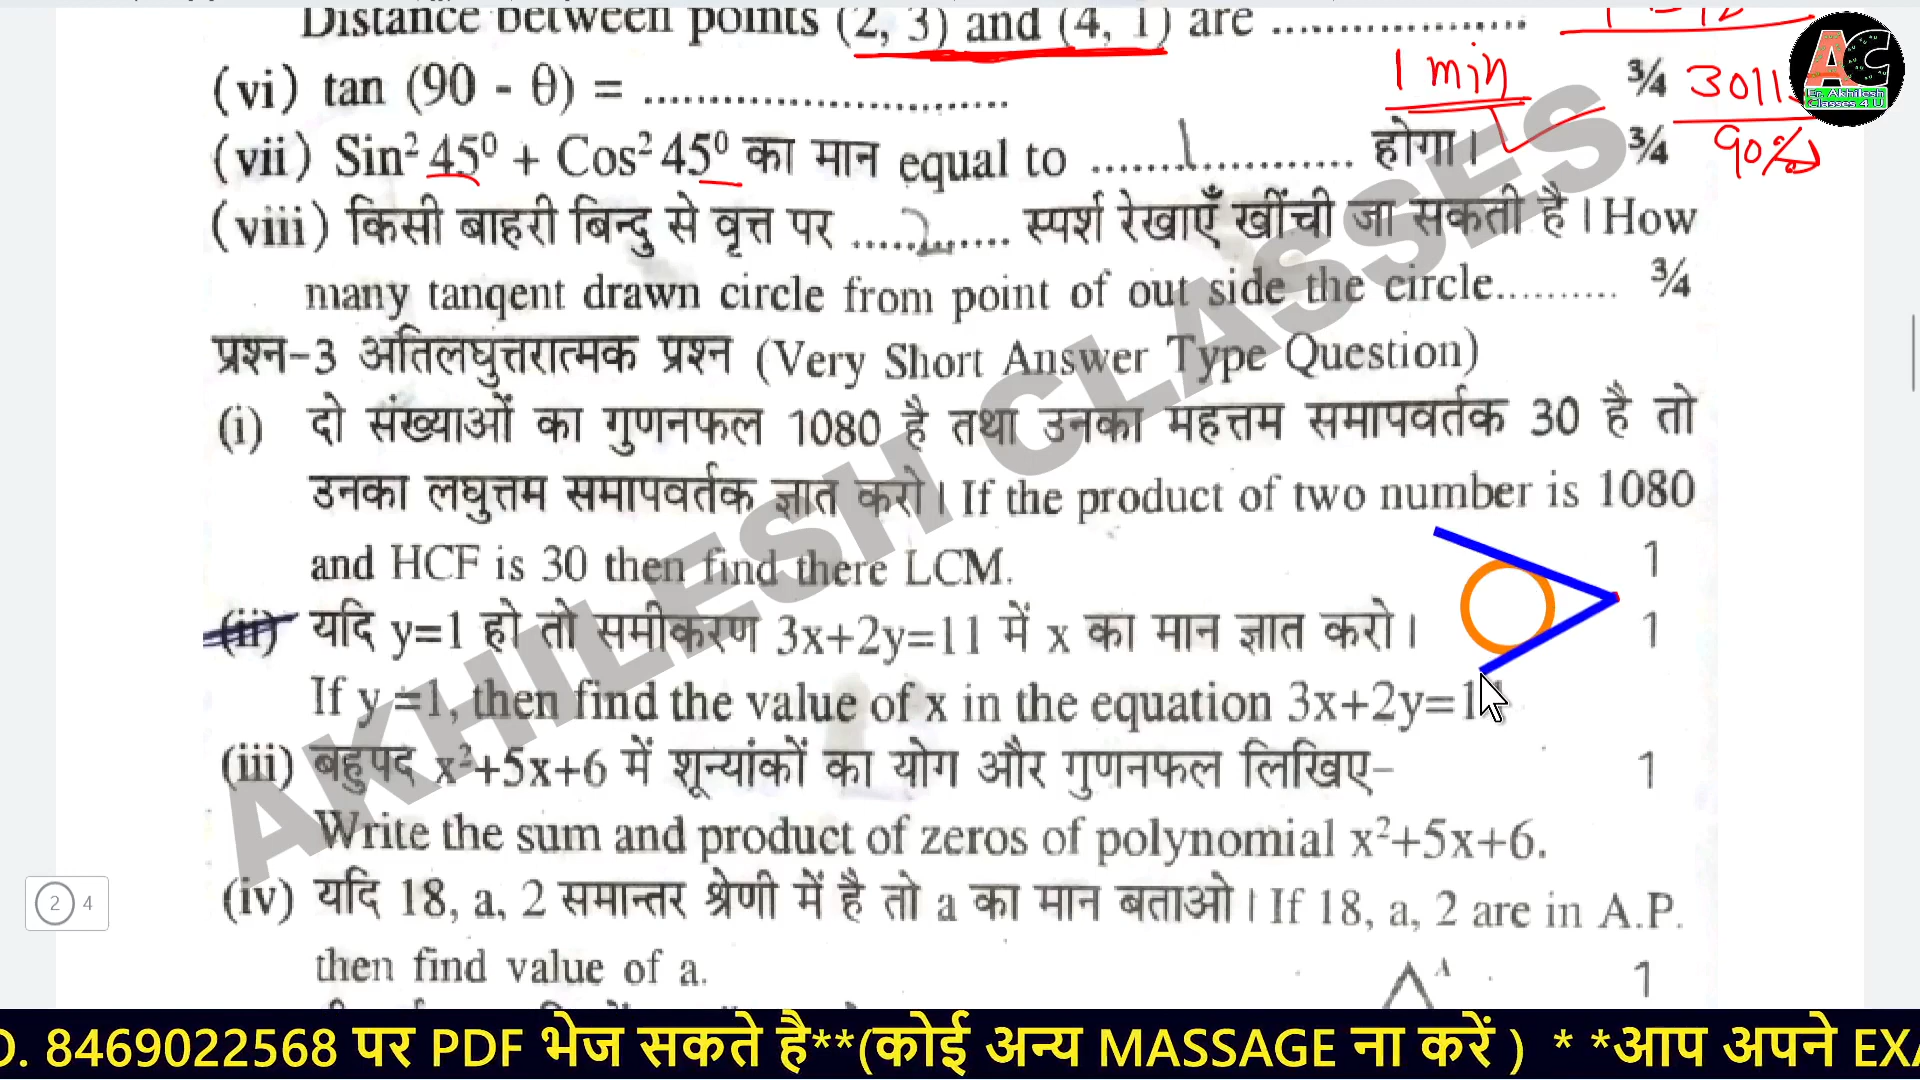 Distance between points (2, 3) and (4, 1) are ....................
1 min
(vi) tan (90 - θ) = ............................ ¾
90%
(vii) Sin² 45⁰ + Cos² 45⁰ का मान equal to ........1.............. होगा। ¾
(viii) किसी बाहरी बिन्दु से वृत्त पर ......2....... स्पर्श रेखाएँ खींची जा सकती है। How
many tanqent drawn circle from point of out side the circle.......... ¾
प्रश्न-3 अतिलघुत्तरात्मक प्रश्न (Very Short Answer Type Question)
(i) दो संख्याओं का गुणनफल 1080 है तथा उनका महत्तम समापवर्तक 30 है तो
उनका लघुत्तम समापवर्तक ज्ञात करो। If the product of two number is 1080
and HCF is 30 then find there LCM. 1
(ii) यदि y=1 हो तो समीकरण 3x+2y=11 में x का मान ज्ञात करो। 1
If y =1, then find the value of x in the equation 3x+2y=1
(iii) बहुपद x²+5x+6 में शून्यांकों का योग और गुणनफल लिखिए- 1
Write the sum and product of zeros of polynomial x²+5x+6.
(iv) यदि 18, a, 2 समान्तर श्रेणी में है तो a का मान बताओ। If 18, a, 2 are in A.P.
then find value of a. 1
A
AKHILESH CLASSES
AC
Er. Akhilesh
Classes 4 U
2 4
O. 8469022568 पर PDF भेज सकते है**(कोई अन्य MASSAGE ना करें ) * *आप अपने EXA